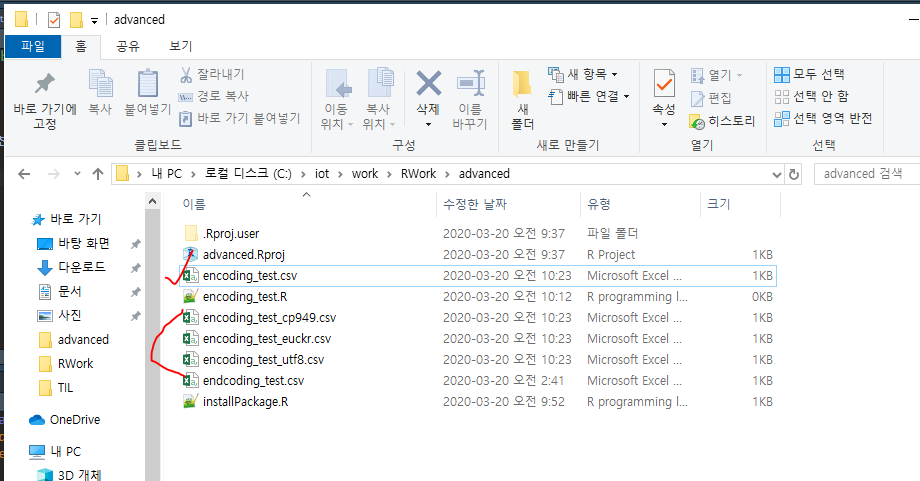 advanced
파일 홈 공유 보기
바로 가기에 고정
복사
붙여넣기
잘라내기
경로 복사
바로 가기 붙여넣기
클립보드
이동 위치
복사 위치
삭제
이름 바꾸기
구성
새 폴더
새 항목
빠른 연결
새로 만들기
속성
열기
편집
히스토리
열기
모두 선택
선택 안 함
선택 영역 반전
선택
내 PC > 로컬 디스크 (C:) > iot > work > RWork > advanced
advanced 검색
바로 가기
바탕 화면
다운로드
문서
사진
advanced
RWork
TIL
OneDrive
내 PC
3D 개체
이름 수정한 날짜 유형 크기
.Rproj.user 2020-03-20 오전 9:37 파일 폴더
advanced.Rproj 2020-03-20 오전 9:37 R Project 1KB
encoding_test.csv 2020-03-20 오전 10:23 Microsoft Excel ... 1KB
encoding_test.R 2020-03-20 오전 10:12 R programming l... 0KB
encoding_test_cp949.csv 2020-03-20 오전 10:23 Microsoft Excel ... 1KB
encoding_test_euckr.csv 2020-03-20 오전 10:23 Microsoft Excel ... 1KB
encoding_test_utf8.csv 2020-03-20 오전 10:23 Microsoft Excel ... 1KB
endcoding_test.csv 2020-03-20 오전 2:41 Microsoft Excel ... 1KB
installPackage.R 2020-03-20 오전 9:52 R programming l... 1KB